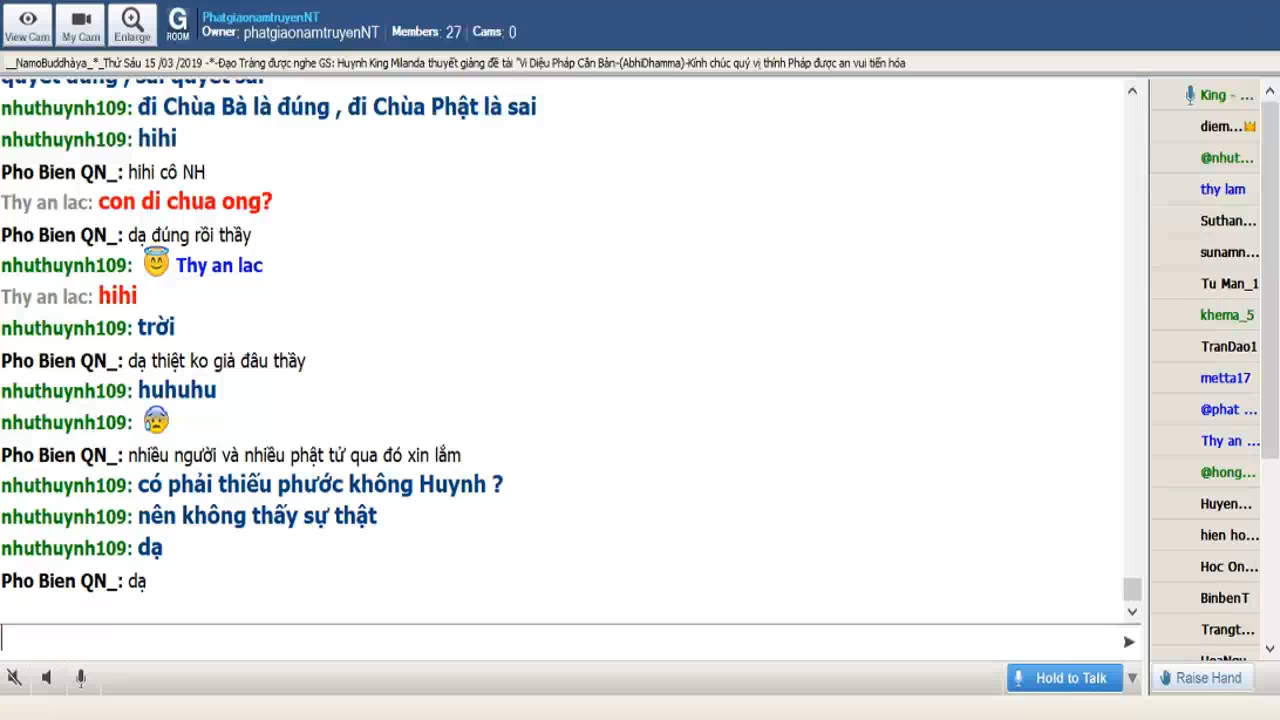 PhatgiaonamtruyenNT
View Cam
My Cam
Enlarge
G ROOM
Owner: phatgiaonamtruyenNT
Members: 27
Cams: 0
__NamoBuddhàya_*_Thứ Sáu 15 /03 /2019 -*-Đạo Tràng được nghe GS: Huynh King Milanda thuyết giảng đề tài "Vi Diệu Pháp Căn Bản-(AbhiDhamma)-Kính chúc quý vị thính Pháp được an vui tiến hóa
quyết đúng , sai quyết sai
nhuthuynh109: đi Chùa Bà là đúng , đi Chùa Phật là sai
nhuthuynh109: hihi
Pho Bien QN_: hihi cô NH
Thy an lac: con di chua ong?
Pho Bien QN_: dạ đúng rồi thầy
nhuthuynh109: Thy an lac
Thy an lac: hihi
nhuthuynh109: trời
Pho Bien QN_: dạ thiệt ko giả đâu thầy
nhuthuynh109: huhuhu
nhuthuynh109:
Pho Bien QN_: nhiều người và nhiều phật tử qua đó xin lắm
nhuthuynh109: có phải thiếu phước không Huynh ?
nhuthuynh109: nên không thấy sự thật
nhuthuynh109: dạ
Pho Bien QN_: dạ
King - ...
diem...
@nhut...
thy lam
Suthan...
sunamn...
Tu Man_1
khema_5
TranDao1
metta17
@phat ...
Thy an ...
@hong...
Huyen...
hien ho...
Hoc On...
BinbenT
Trangt...
HoaNgu...
Hold to Talk
Raise Hand